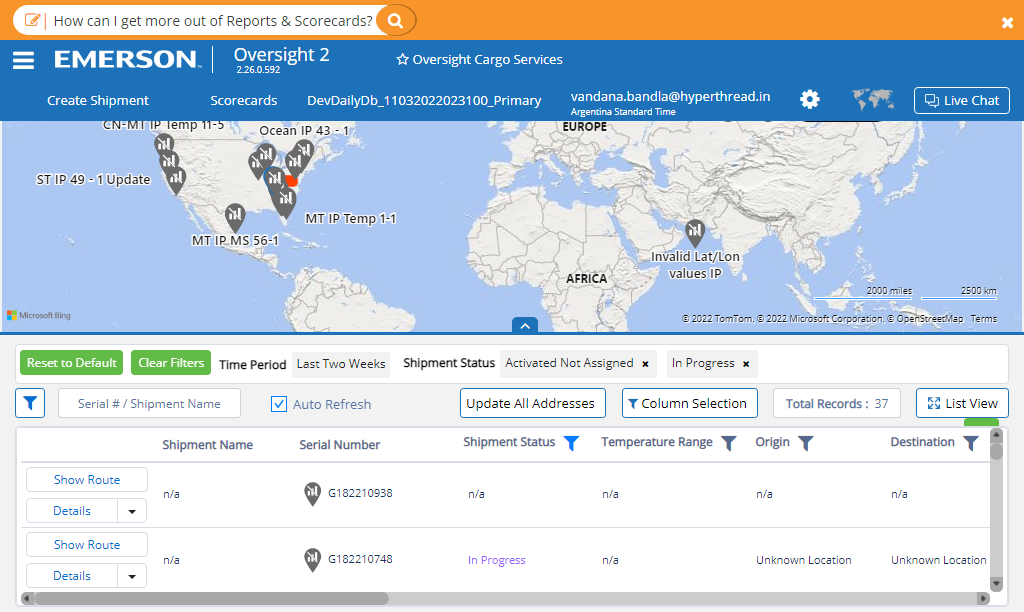 How can I get more out of Reports & Scorecards?
EMERSON
Oversight 2
2.26.0.592
Oversight Cargo Services
Create Shipment
Scorecards
DevDailyDb_11032022023100_Primary
vandana.bandla@hyperthread.in
Argentina Standard Time
Live Chat
CN-MT IP Temp 11-5
Ocean IP 43 - 1
EUROPE
ST IP 49 - 1 Update
MT IP Temp 1-1
MT IP MS 56-1
Invalid Lat/Lon
values IP
AFRICA
2000 miles
2500 km
Microsoft Bing
© 2022 TomTom, © 2022 Microsoft Corporation, © OpenStreetMap Terms
Reset to Default
Clear Filters
Time Period
Last Two Weeks
Shipment Status
Activated Not Assigned ×
In Progress ×
Serial # / Shipment Name
Auto Refresh
Update All Addresses
Column Selection
Total Records : 37
List View
Shipment Name
Serial Number
Shipment Status
Temperature Range
Origin
Destination
Show Route
Details
n/a
G182210938
n/a
n/a
n/a
n/a
Show Route
Details
n/a
G182210748
In Progress
n/a
Unknown Location
Unknown Location